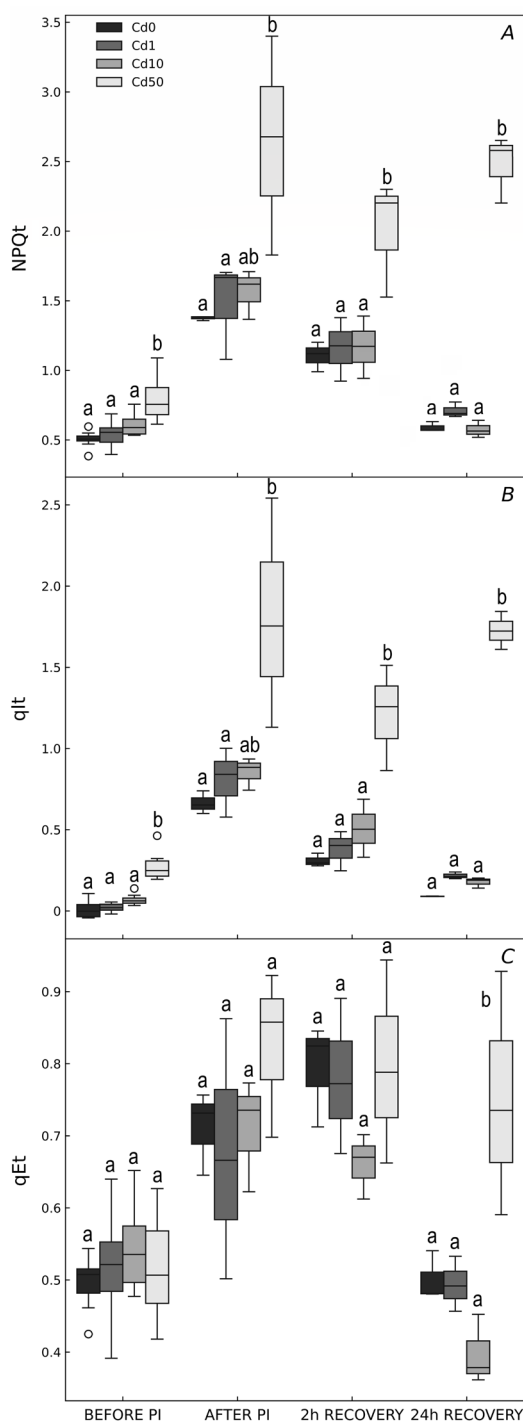 3.5
b
A
Cd0
Cd1
Cd10
Cd50
3.0
b
b
2.5
2.0
NPQt
a
ab
1.5
a
a
a
a
1.0
b
a
a
a
a
a
a
0.5
b
B
2.5
2.0
b
b
1.5
qIt
a
ab
1.0
a
a
a
b
0.5
a
a
a
a
a
a
0
a
a
C
a
a
b
0.9
a
a
a
0.8
a
a
a
0.7
qEt
a
a
0.6
a
a
a
0.5
a
0.4
BEFORE PI
AFTER PI
2h RECOVERY
24h RECOVERY